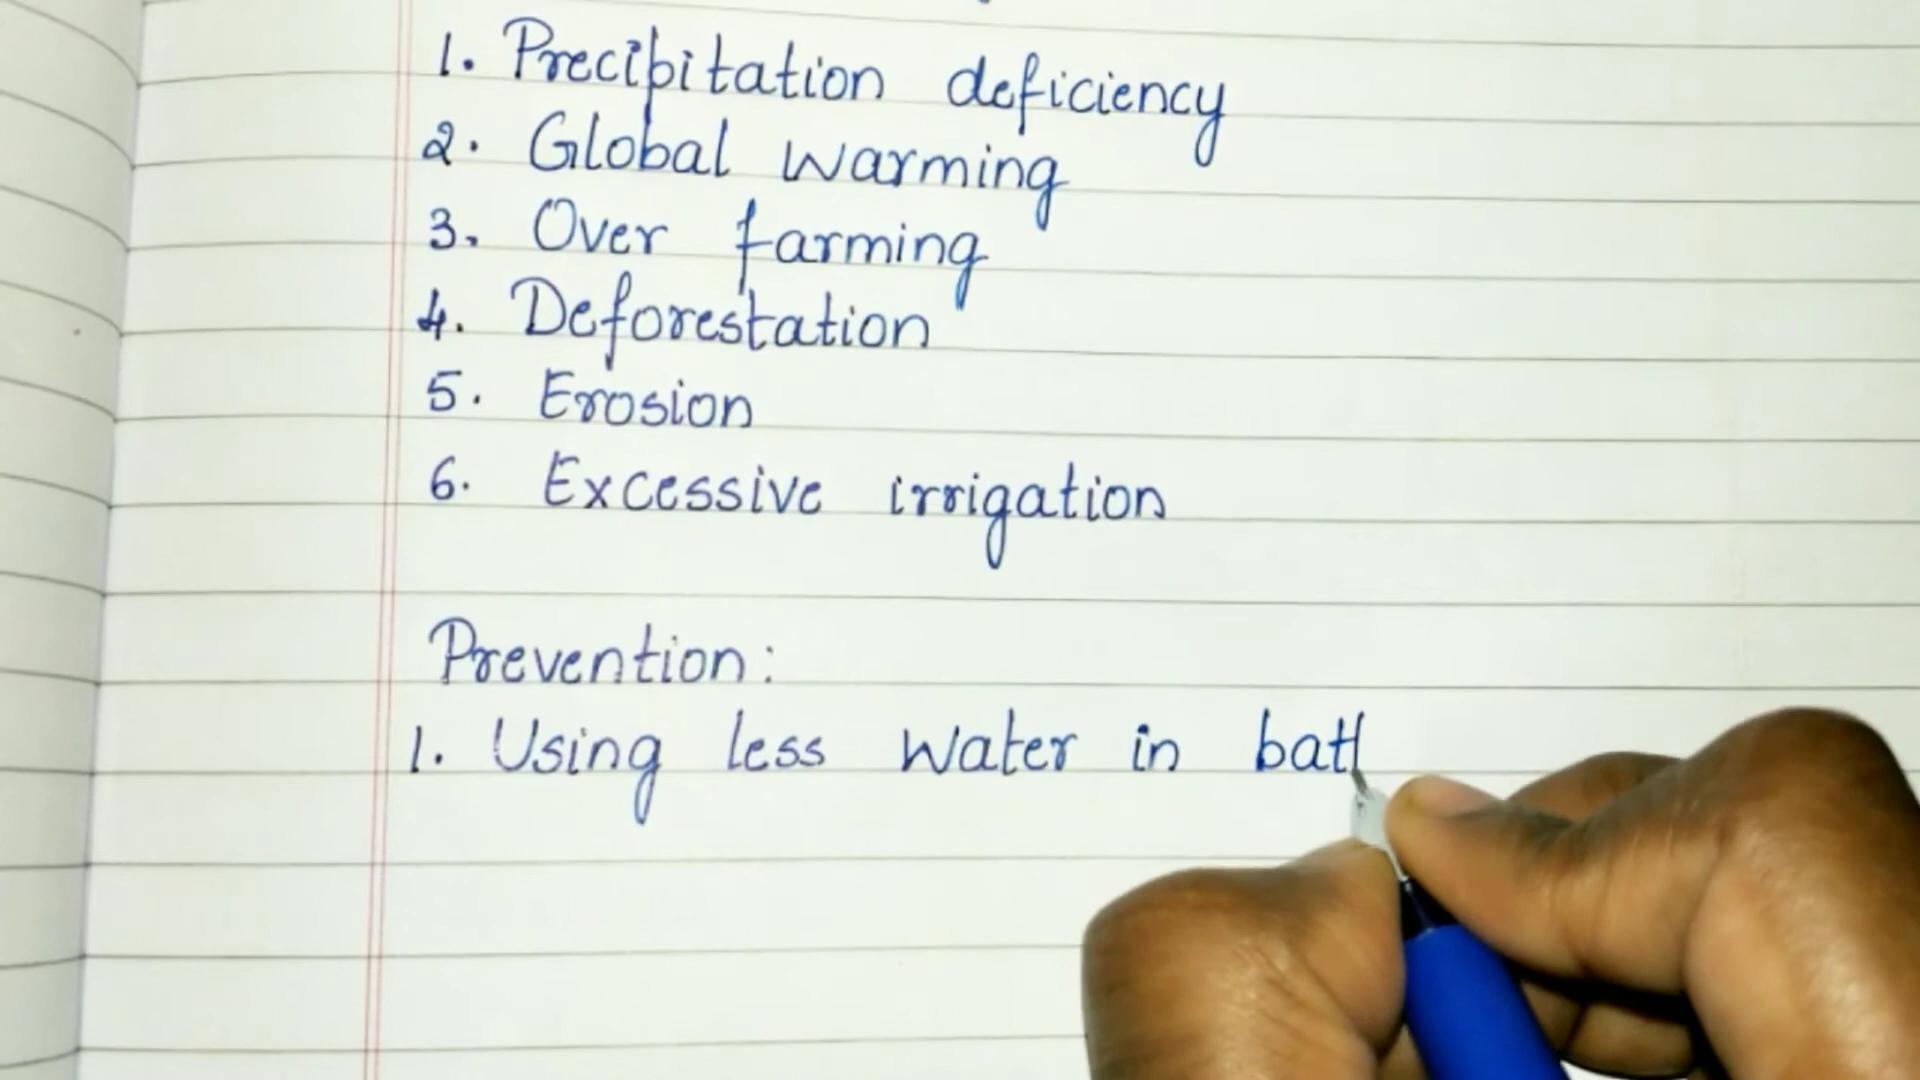 1. Precipitation deficiency
2. Global warming
3. Over farming
4. Deforestation
5. Erosion
6. Excessive irrigation
Prevention:
1. Using less water in